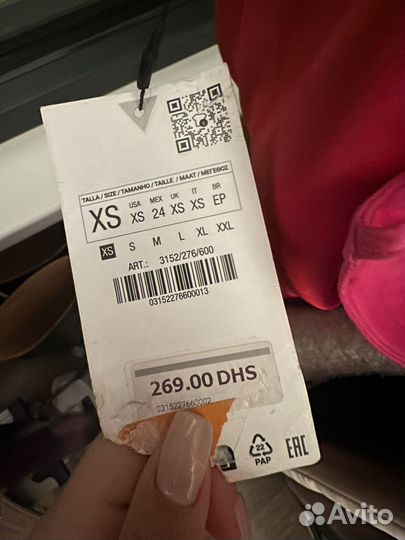 TALLA / SIZE / TAMANHO / TAILLE / MAAT / ΜΕΓΕΘΟΣ
XS
USA MEX UK IT BR
XS 24 XS XS EP
XS S M L XL XXL
ART.: 3152/276/600
03152276600013
269.00 DHS
0315227660002
22
PAP
EAC
Avito